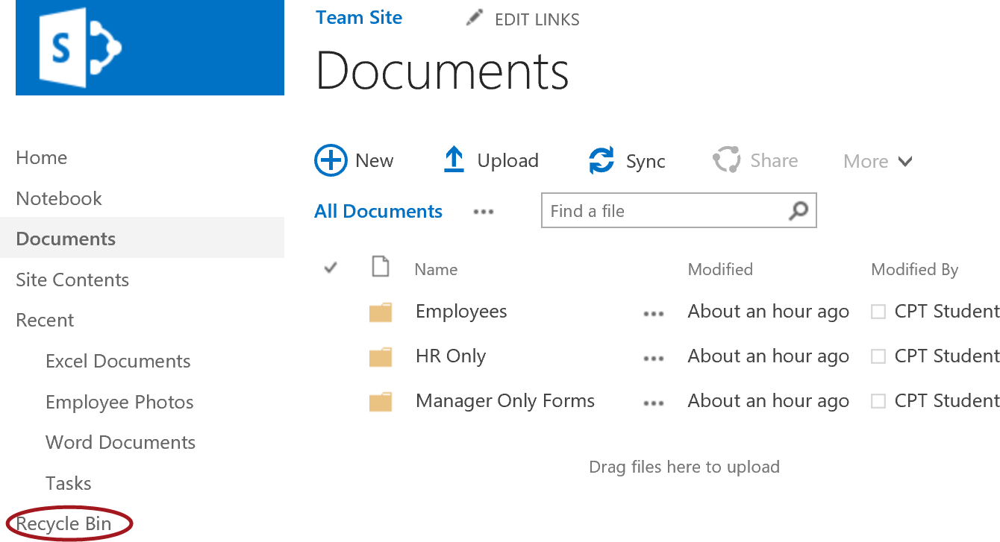 S
Team Site EDIT LINKS
Documents
Home
Notebook
Documents
Site Contents
Recent
Excel Documents
Employee Photos
Word Documents
Tasks
Recycle Bin
New Upload Sync Share More
All Documents ... Find a file
Name Modified Modified By
Employees ... About an hour ago CPT Student
HR Only ... About an hour ago CPT Student
Manager Only Forms ... About an hour ago CPT Student
Drag files here to upload